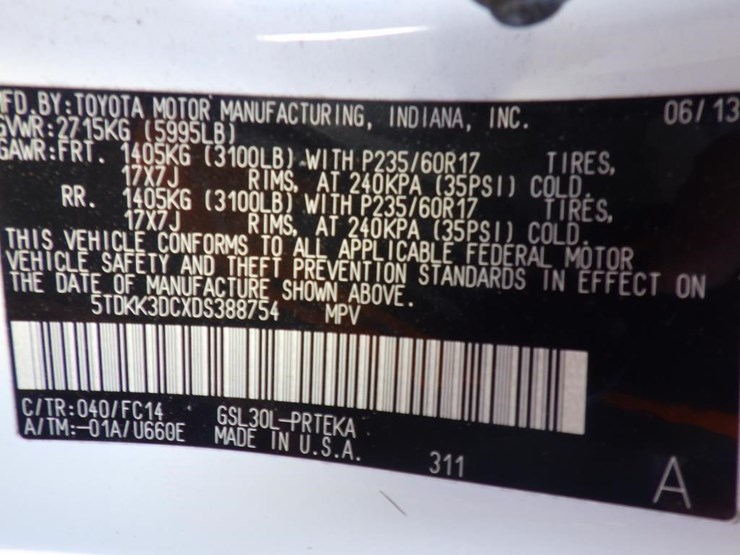 MFD. BY: TOYOTA MOTOR MANUFACTURING, INDIANA, INC. 06/13
GVWR: 2715KG (5995LB)
GAWR: FRT. 1405KG (3100LB) WITH P235/60R17 TIRES,
17X7J RIMS, AT 240KPA (35PSI) COLD.
RR. 1405KG (3100LB) WITH P235/60R17 TIRES,
17X7J RIMS, AT 240KPA (35PSI) COLD.
THIS VEHICLE CONFORMS TO ALL APPLICABLE FEDERAL MOTOR
VEHICLE SAFETY AND THEFT PREVENTION STANDARDS IN EFFECT ON
THE DATE OF MANUFACTURE SHOWN ABOVE.
5TDKK3DCXDS388754 MPV
C/TR: 040/FC14 GSL30L-PRTEKA
A/TM: -01A/U660E MADE IN U.S.A.
311
A